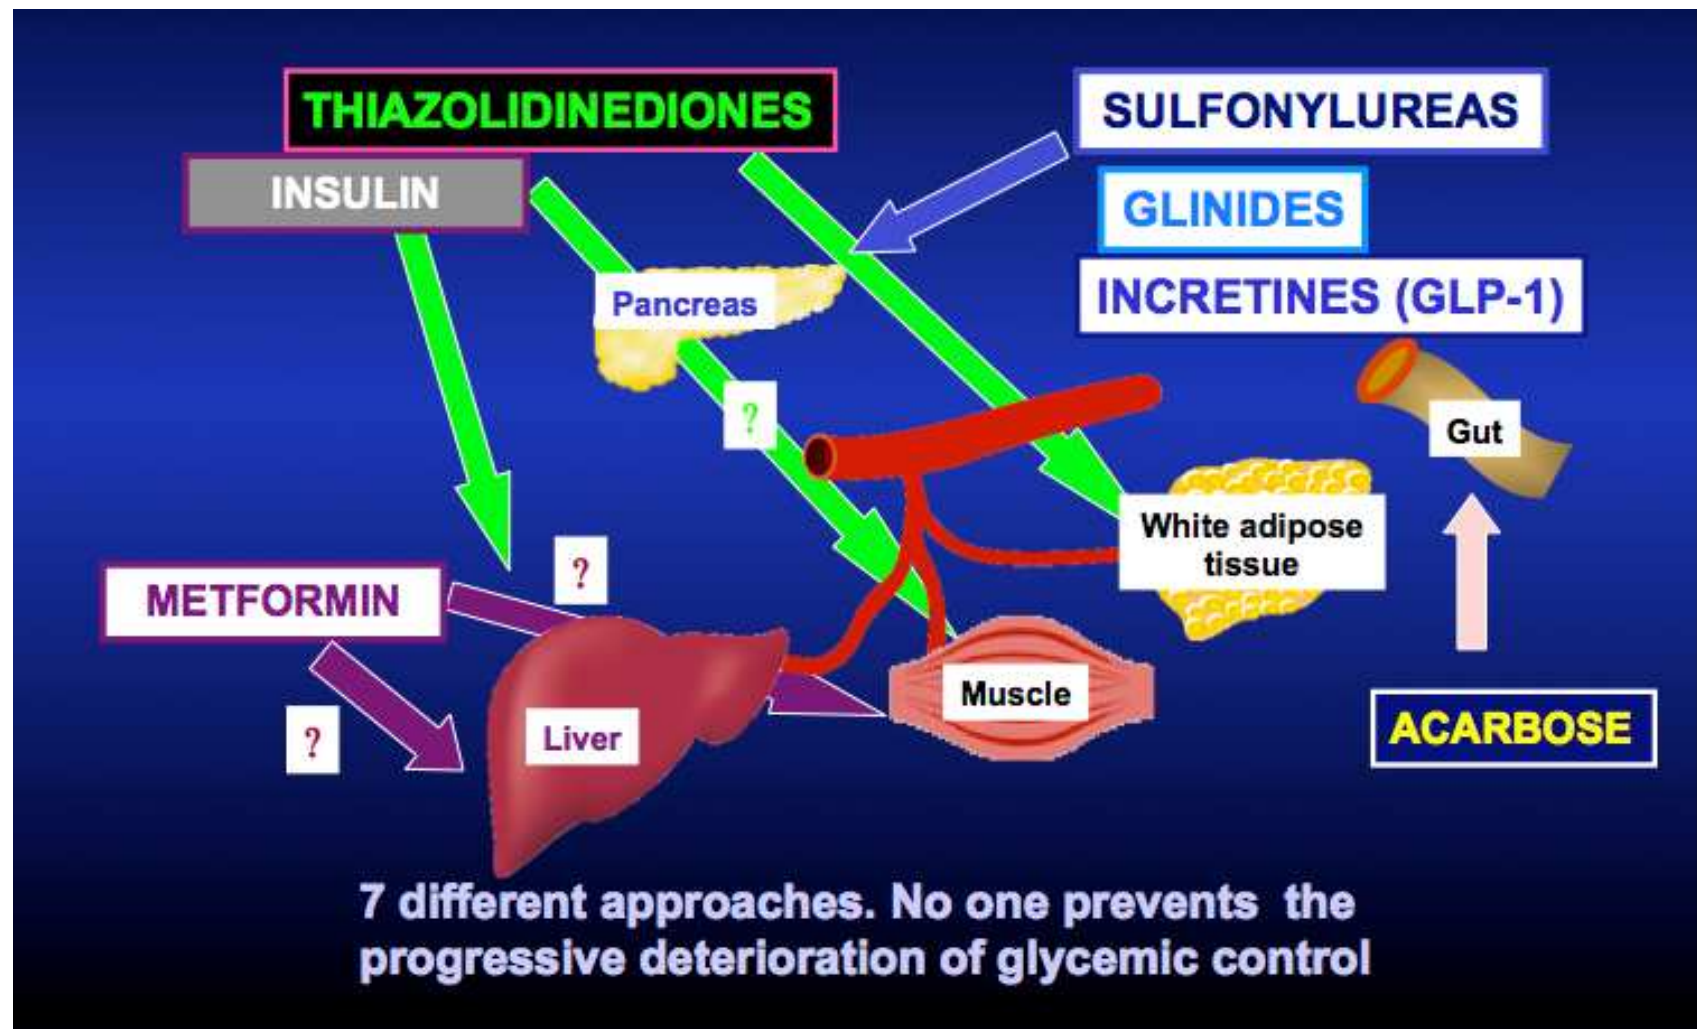 THIAZOLIDINEDIONES
SULFONYLUREAS
INSULIN
GLINIDES
INCRETINES (GLP-1)
Pancreas
?
Gut
White adipose
tissue
?
METFORMIN
Muscle
?
Liver
ACARBOSE
7 different approaches. No one prevents the
progressive deterioration of glycemic control